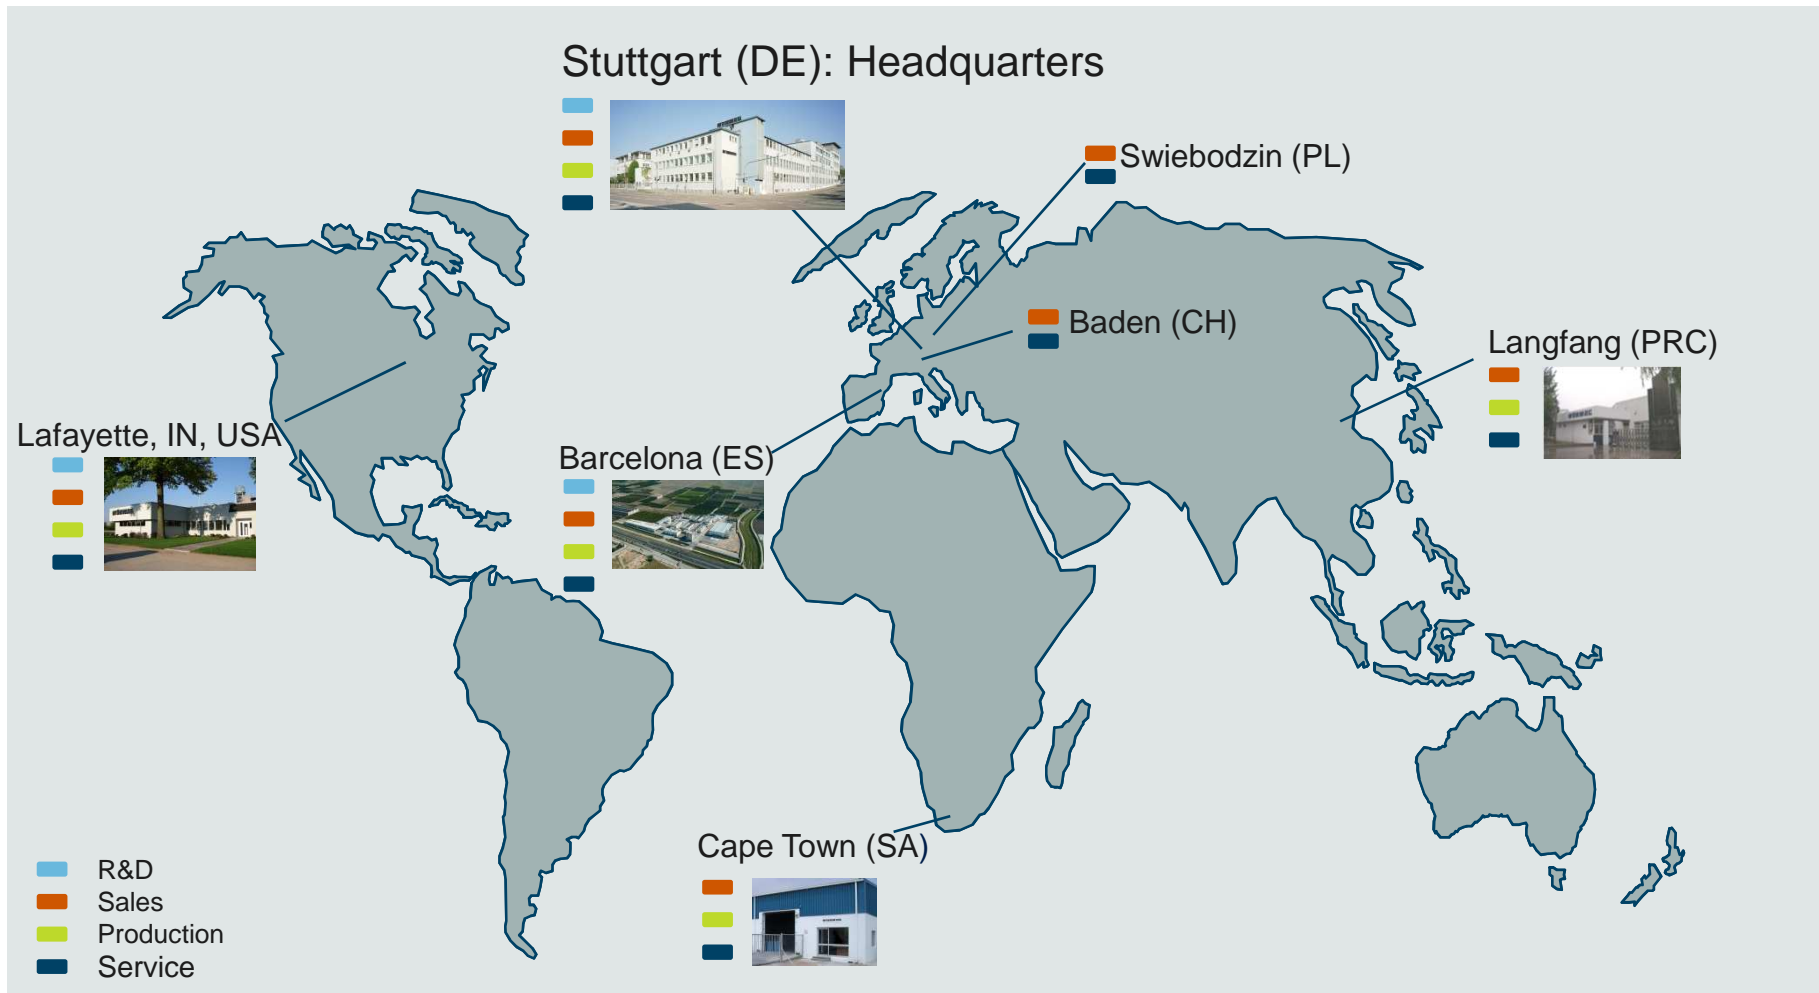 Stuttgart (DE): Headquarters
Swiebodzin (PL)
Baden (CH)
Langfang (PRC)
Lafayette, IN, USA
Barcelona (ES)
Cape Town (SA)
R&D
Sales
Production
Service